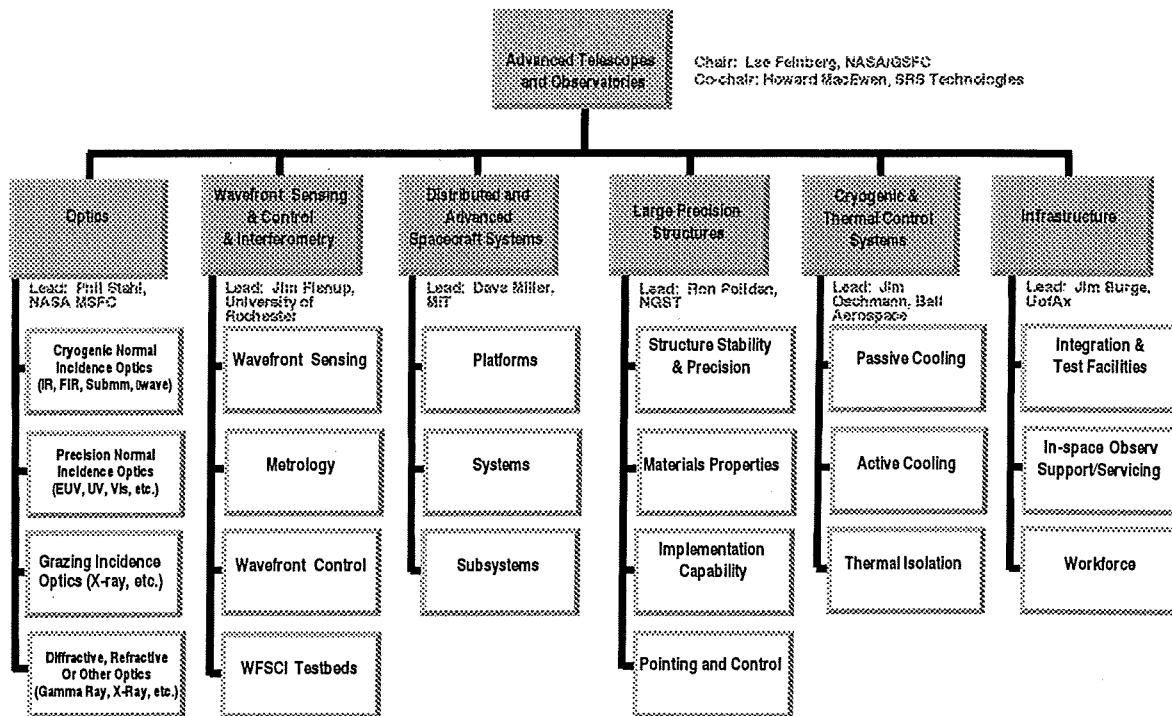 Advanced Telescopes
and Observatories
Chair: Lee Feinberg, NASA/GSFC
Co-chair: Howard MacEwen, SRS Technologies
Optics
Lead: Phil Stahl,
NASA MSFC
Cryogenic Normal
Incidence Optics
(IR, FIR, Submm,
Precision Normal
Incidence Optics
(EUV, UV, Vis, etc.)
Grazing Incidence
Optics (X-ray, etc.)
Diffractive, Refractive
Or Other Optics
(Gamma Ray, X-Ray, etc.)
Wavefront Sensing
& Control
& Interferometry
Lead: Jim Fienup,
University of
Rochester
Wavefront Sensing
Metrology
Wavefront Control
WFSCI Testbeds
Distributed and
Advanced
Spacecraft Systems
Lead: Dave Miller,
MIT
Platforms
Systems
Subsystems
Large Precision
Structures
Lead: Ron Polidan,
NGST
Structure Stability
& Precision
Materials Properties
Implementation
Capability
Pointing and Control
Cryogenic &
Thermal Control
Systems
Lead: Jim
Oschmann, Ball
Aerospace
Passive Cooling
Active Cooling
Thermal Isolation
Infrastructure
Lead: Jim Burge,
Integration &
Test Facilities
In-space Observ
Support/Servicing
Workforce